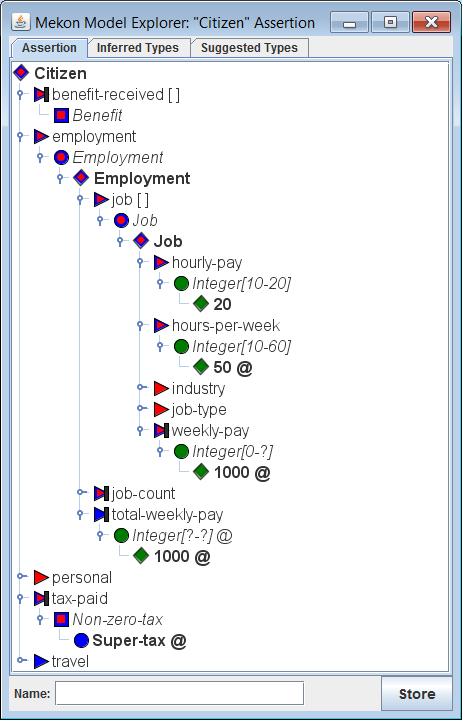 Mekon Model Explorer: "Citizen" Assertion
Assertion Inferred Types Suggested Types
Citizen
benefit-received [ ]
Benefit
employment
Employment
Employment
job [ ]
Job
Job
hourly-pay
Integer[10-20]
20
hours-per-week
Integer[10-60]
50 @
industry
job-type
weekly-pay
Integer[0-?]
1000 @
job-count
total-weekly-pay
Integer[?-?] @
1000 @
personal
tax-paid
Non-zero-tax
Super-tax @
travel
Name: Store